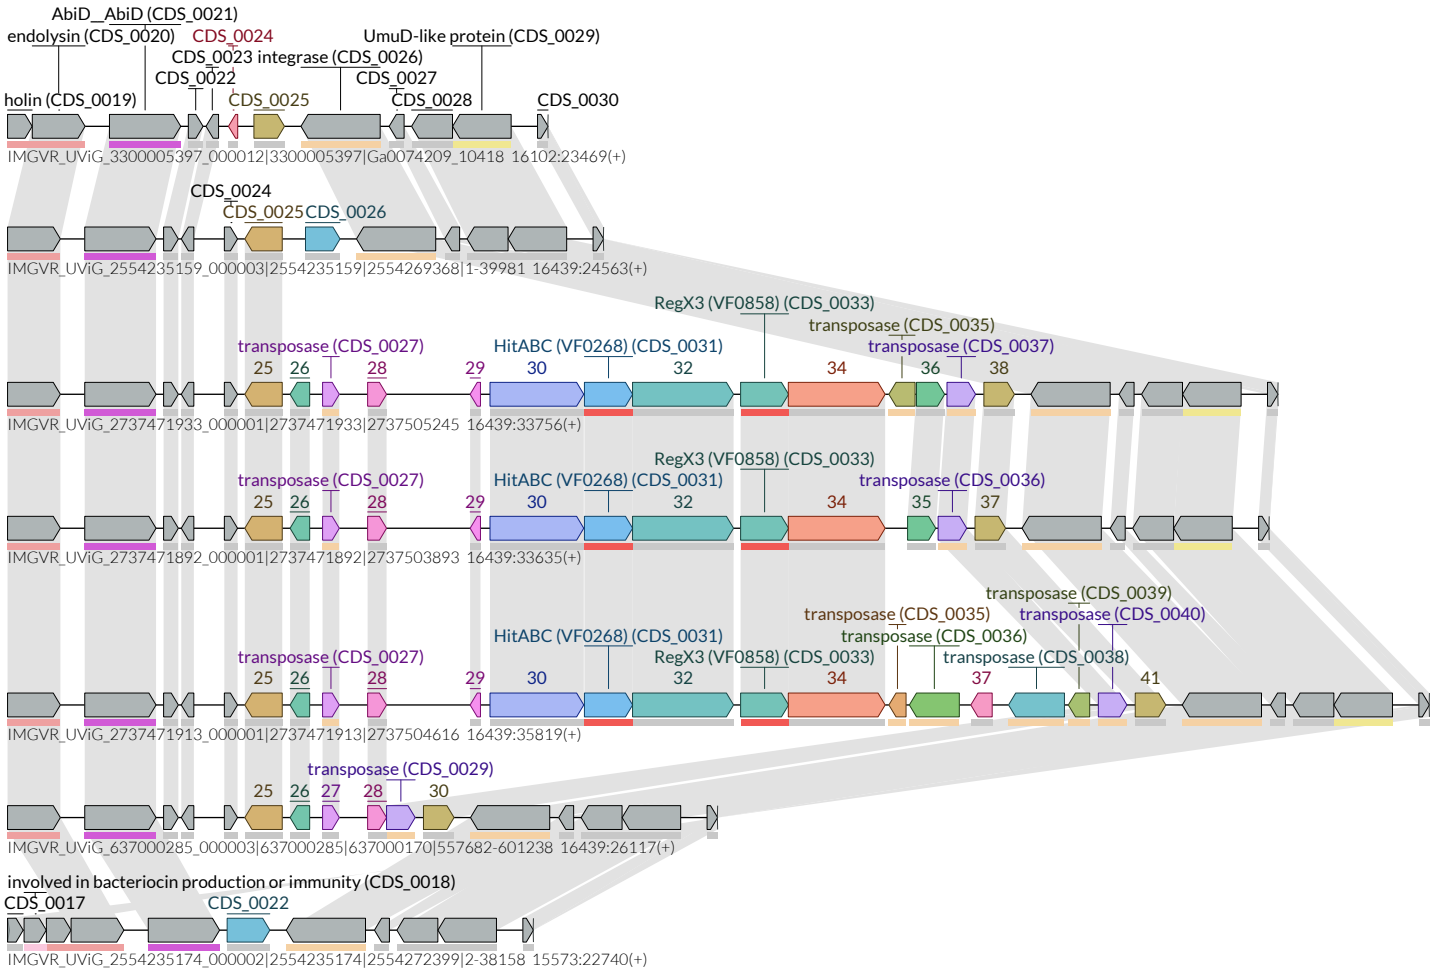 AbiD__AbiD (CDS_0021)
endolysin (CDS_0020) CDS_0024 UmuD-like protein (CDS_0029)
CDS_0023 integrase (CDS_0026)
CDS_0022 CDS_0027
holin (CDS_0019) CDS_0025 CDS_0028 CDS_0030
IMGVR_UViG_3300005397_000012|3300005397|Ga0074209_10418 16102:23469(+)
CDS_0024
CDS_0025 CDS_0026
IMGVR_UViG_2554235159_000003|2554235159|2554269368|1-39981 16439:24563(+)
RegX3 (VF0858) (CDS_0033)
transposase (CDS_0035)
transposase (CDS_0027) HitABC (VF0268) (CDS_0031) transposase (CDS_0037)
25 26 28 29 30 32 34 36 38
IMGVR_UViG_2737471933_000001|2737471933|2737505245 16439:33756(+)
RegX3 (VF0858) (CDS_0033)
transposase (CDS_0027) HitABC (VF0268) (CDS_0031) transposase (CDS_0036)
25 26 28 29 30 32 34 35 37
IMGVR_UViG_2737471892_000001|2737471892|2737503893 16439:33635(+)
transposase (CDS_0039)
transposase (CDS_0035) transposase (CDS_0040)
HitABC (VF0268) (CDS_0031) transposase (CDS_0036)
transposase (CDS_0027) RegX3 (VF0858) (CDS_0033) transposase (CDS_0038)
25 26 28 29 30 32 34 37 41
IMGVR_UViG_2737471913_000001|2737471913|2737504616 16439:35819(+)
transposase (CDS_0029)
25 26 27 28 30
IMGVR_UViG_637000285_000003|637000285|637000170|557682-601238 16439:26117(+)
involved in bacteriocin production or immunity (CDS_0018)
CDS_0017 CDS_0022
IMGVR_UViG_2554235174_000002|2554235174|2554272399|2-38158 15573:22740(+)